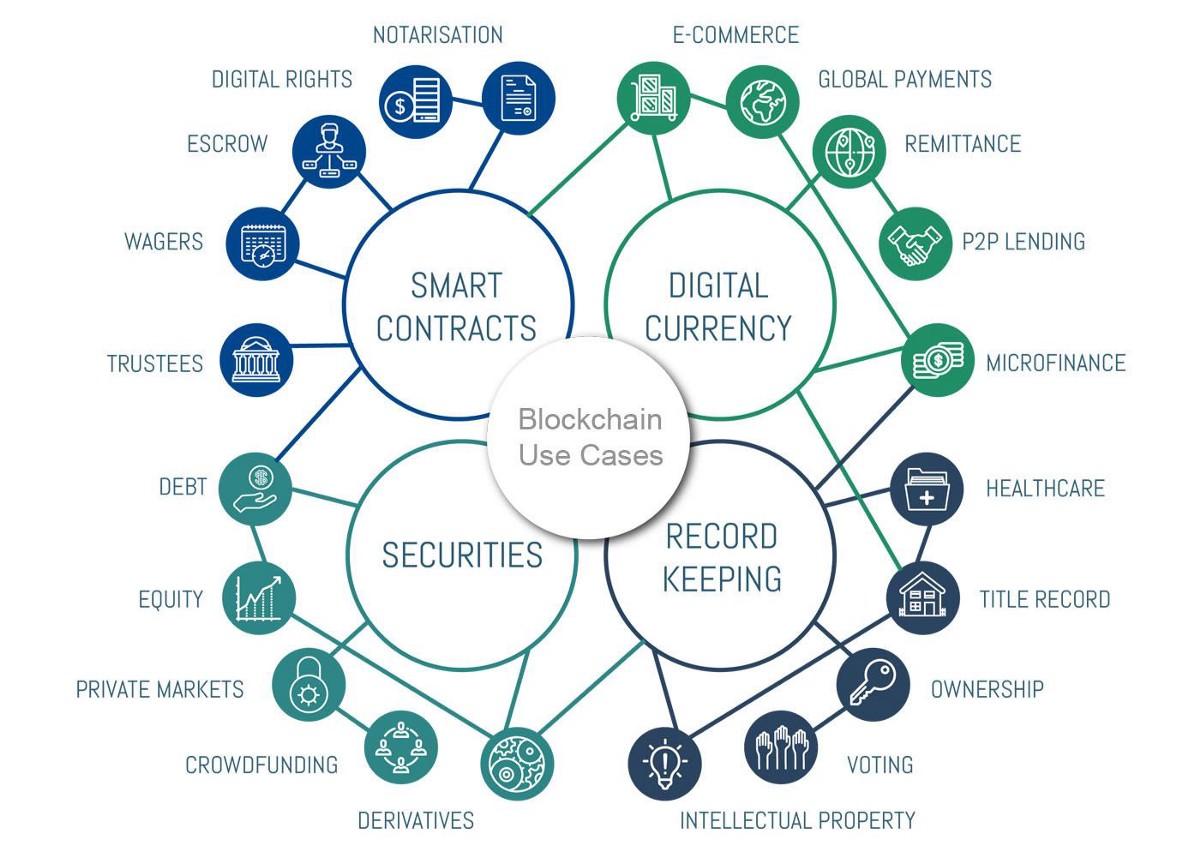 NOTARISATION
E-COMMERCE
DIGITAL RIGHTS
GLOBAL PAYMENTS
$
ESCROW
REMITTANCE
WAGERS
P2P LENDING
SMART
CONTRACTS
DIGITAL
CURRENCY
TRUSTEES
$
MICROFINANCE
Blockchain
Use Cases
$
DEBT
HEALTHCARE
SECURITIES
RECORD
KEEPING
EQUITY
TITLE RECORD
PRIVATE MARKETS
OWNERSHIP
CROWDFUNDING
VOTING
DERIVATIVES
INTELLECTUAL PROPERTY